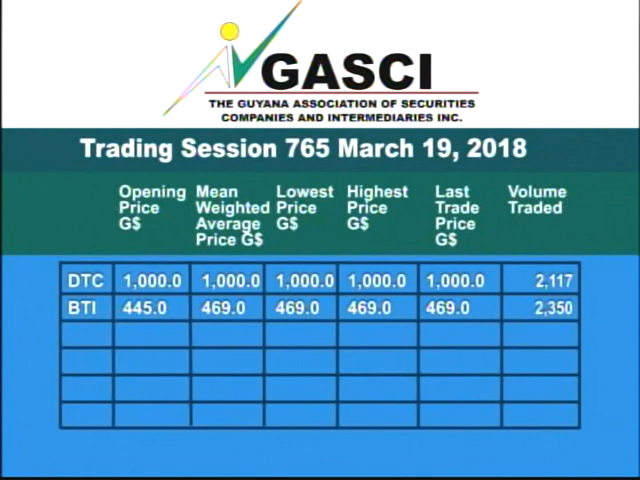 GASCI
THE GUYANA ASSOCIATION OF SECURITIES
COMPANIES AND INTERMEDIARIES INC.
Trading Session 765 March 19, 2018
Opening Price G$ Mean Weighted Average Price G$ Lowest Price G$ Highest Price G$ Last Trade Price G$ Volume Traded
DTC 1,000.0 1,000.0 1,000.0 1,000.0 1,000.0 2,117
BTI 445.0 469.0 469.0 469.0 469.0 2,350